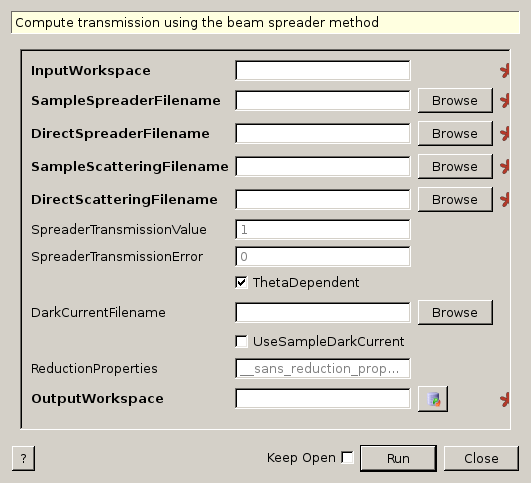 Compute transmission using the beam spreader method
InputWorkspace
SampleSpreaderFilename Browse
DirectSpreaderFilename Browse
SampleScatteringFilename Browse
DirectScatteringFilename Browse
SpreaderTransmissionValue 1
SpreaderTransmissionError 0
ThetaDependent
DarkCurrentFilename Browse
UseSampleDarkCurrent
ReductionProperties __sans_reduction_prop...
OutputWorkspace
? Keep Open Run Close